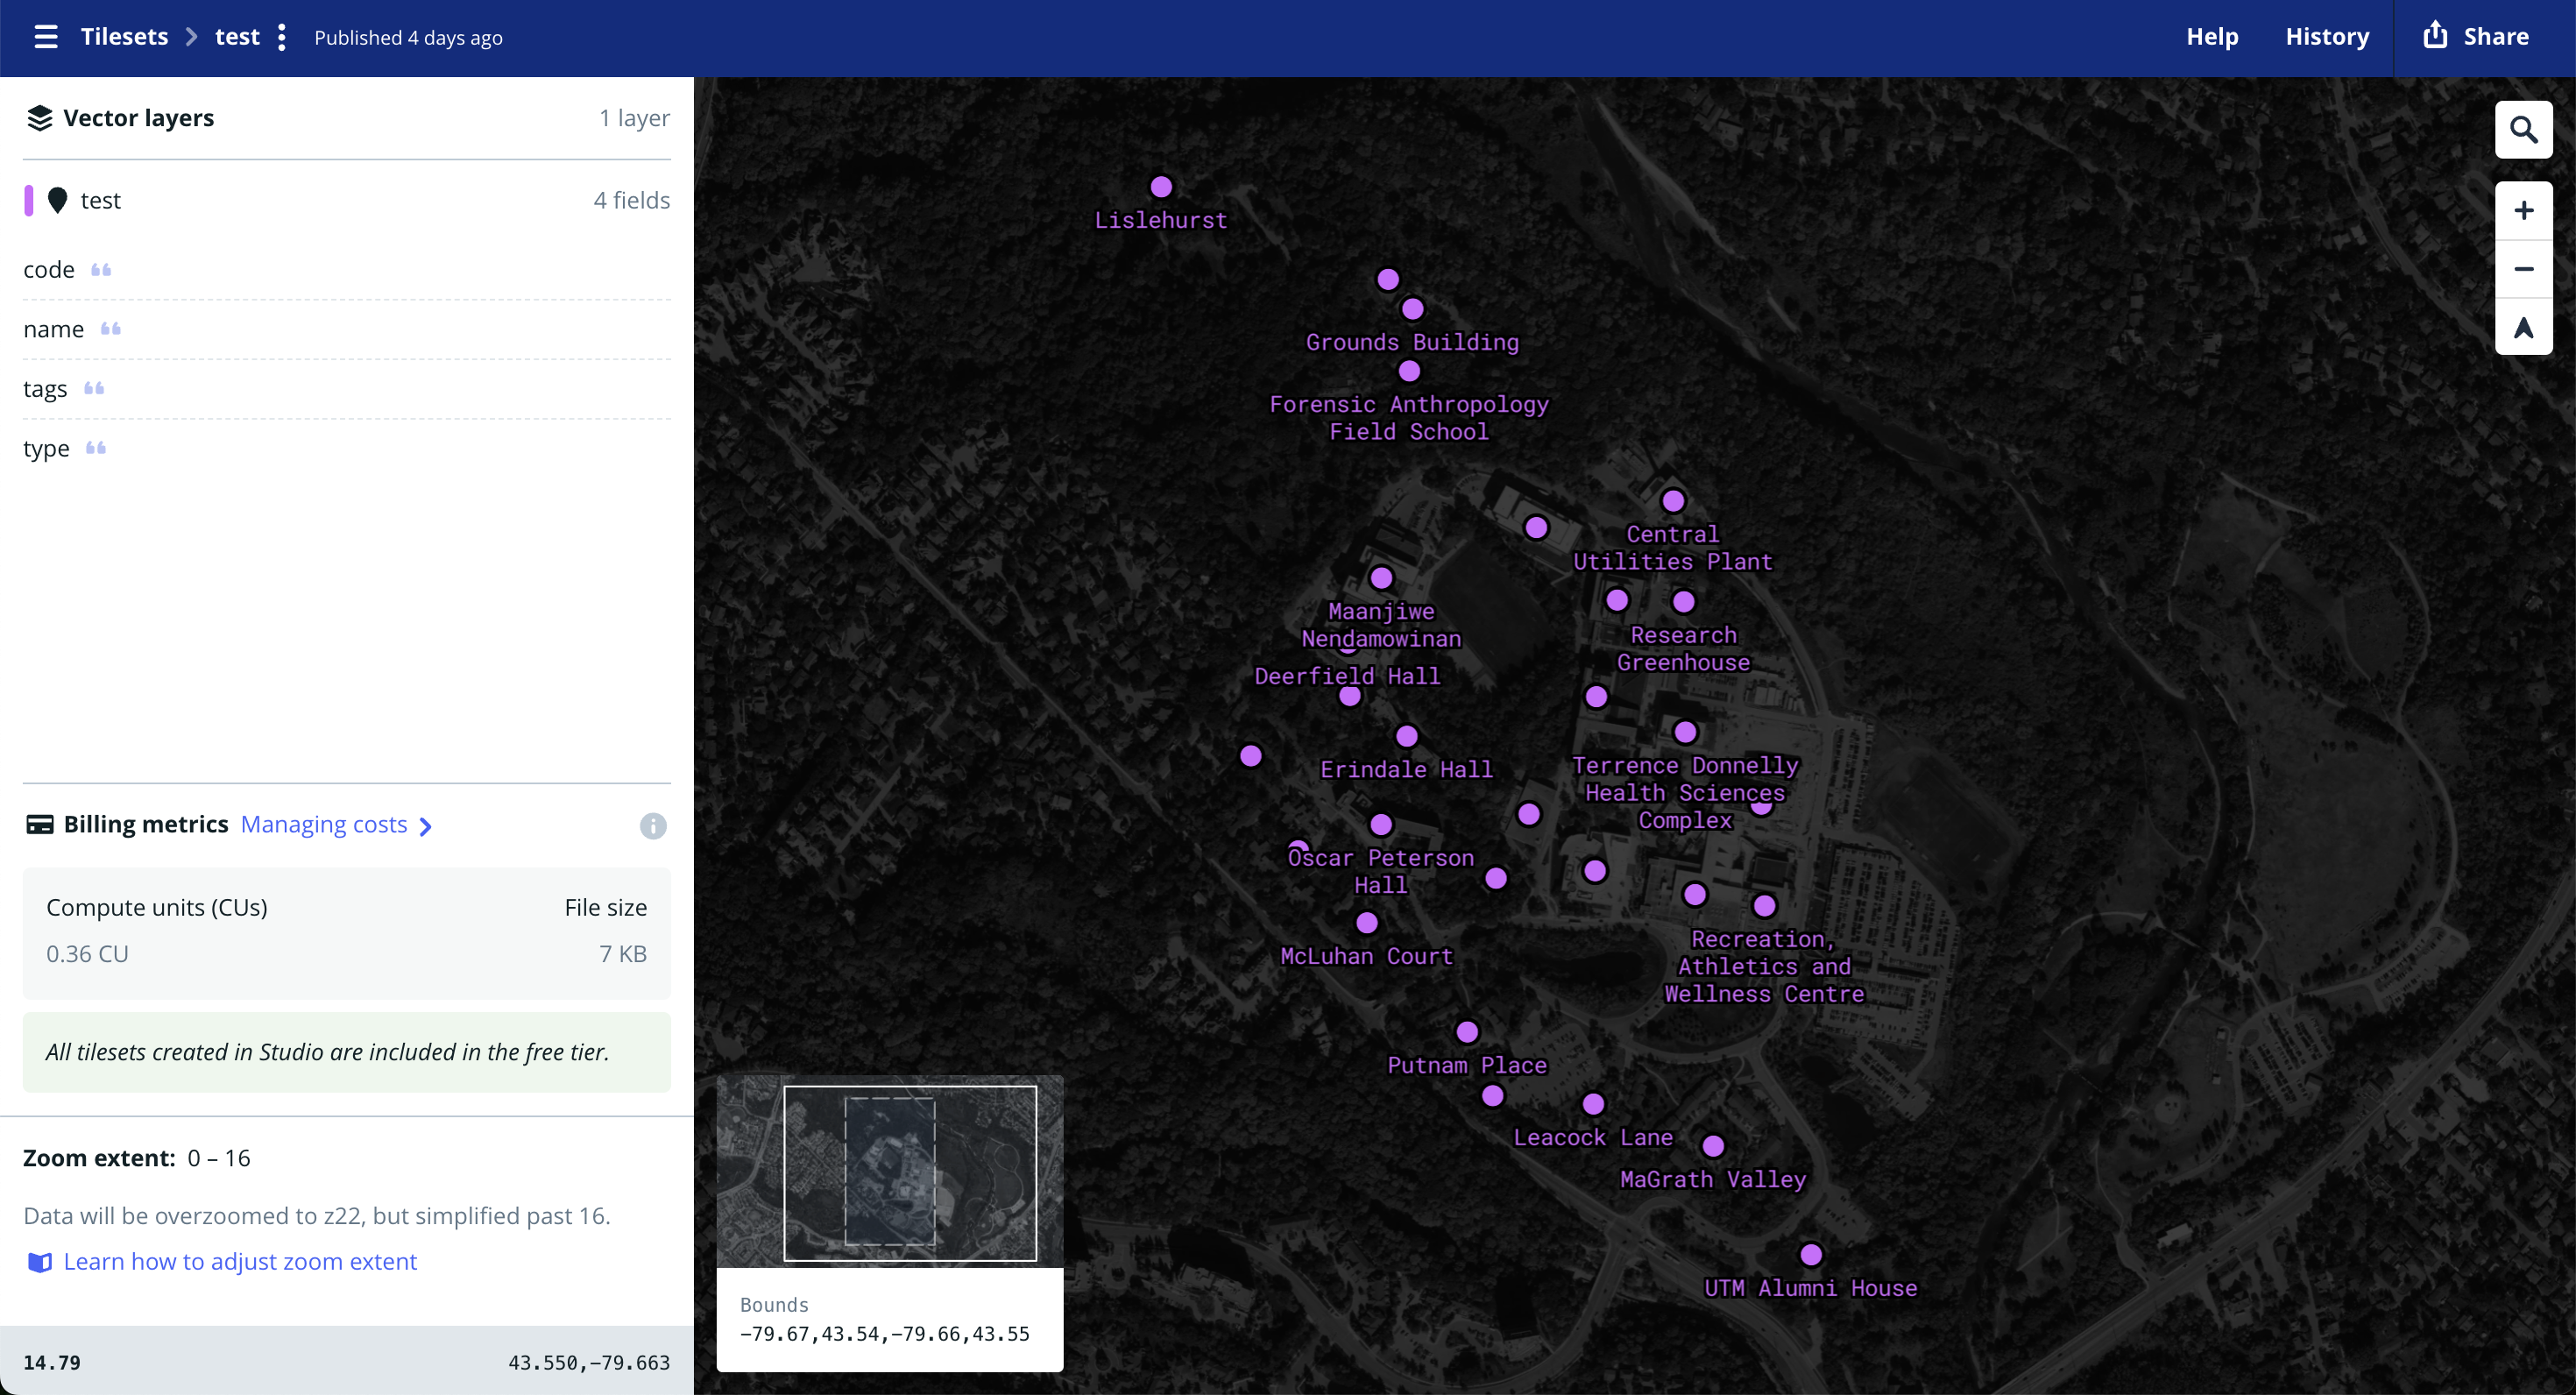 Tilesets > test Published 4 days ago
Help History Share
Vector layers 1 layer
test 4 fields
code
name
tags
type
Billing metrics Managing costs
Compute units (CUs) File size
0.36 CU 7 KB
All tilesets created in Studio are included in the free tier.
Zoom extent: 0 – 16
Data will be overzoomed to z22, but simplified past 16.
Learn how to adjust zoom extent
14.79 43.550,−79.663
Lislehurst
Grounds Building
Forensic Anthropology
Field School
Central
Utilities Plant
Maanjiwe
Nendamowinan
Research
Greenhouse
Deerfield Hall
Erindale Hall
Terrence Donnelly
Health Sciences
Complex
Oscar Peterson
Hall
McLuhan Court
Recreation,
Athletics and
Wellness Centre
Putnam Place
Leacock Lane
MaGrath Valley
UTM Alumni House
Bounds
−79.67,43.54,−79.66,43.55